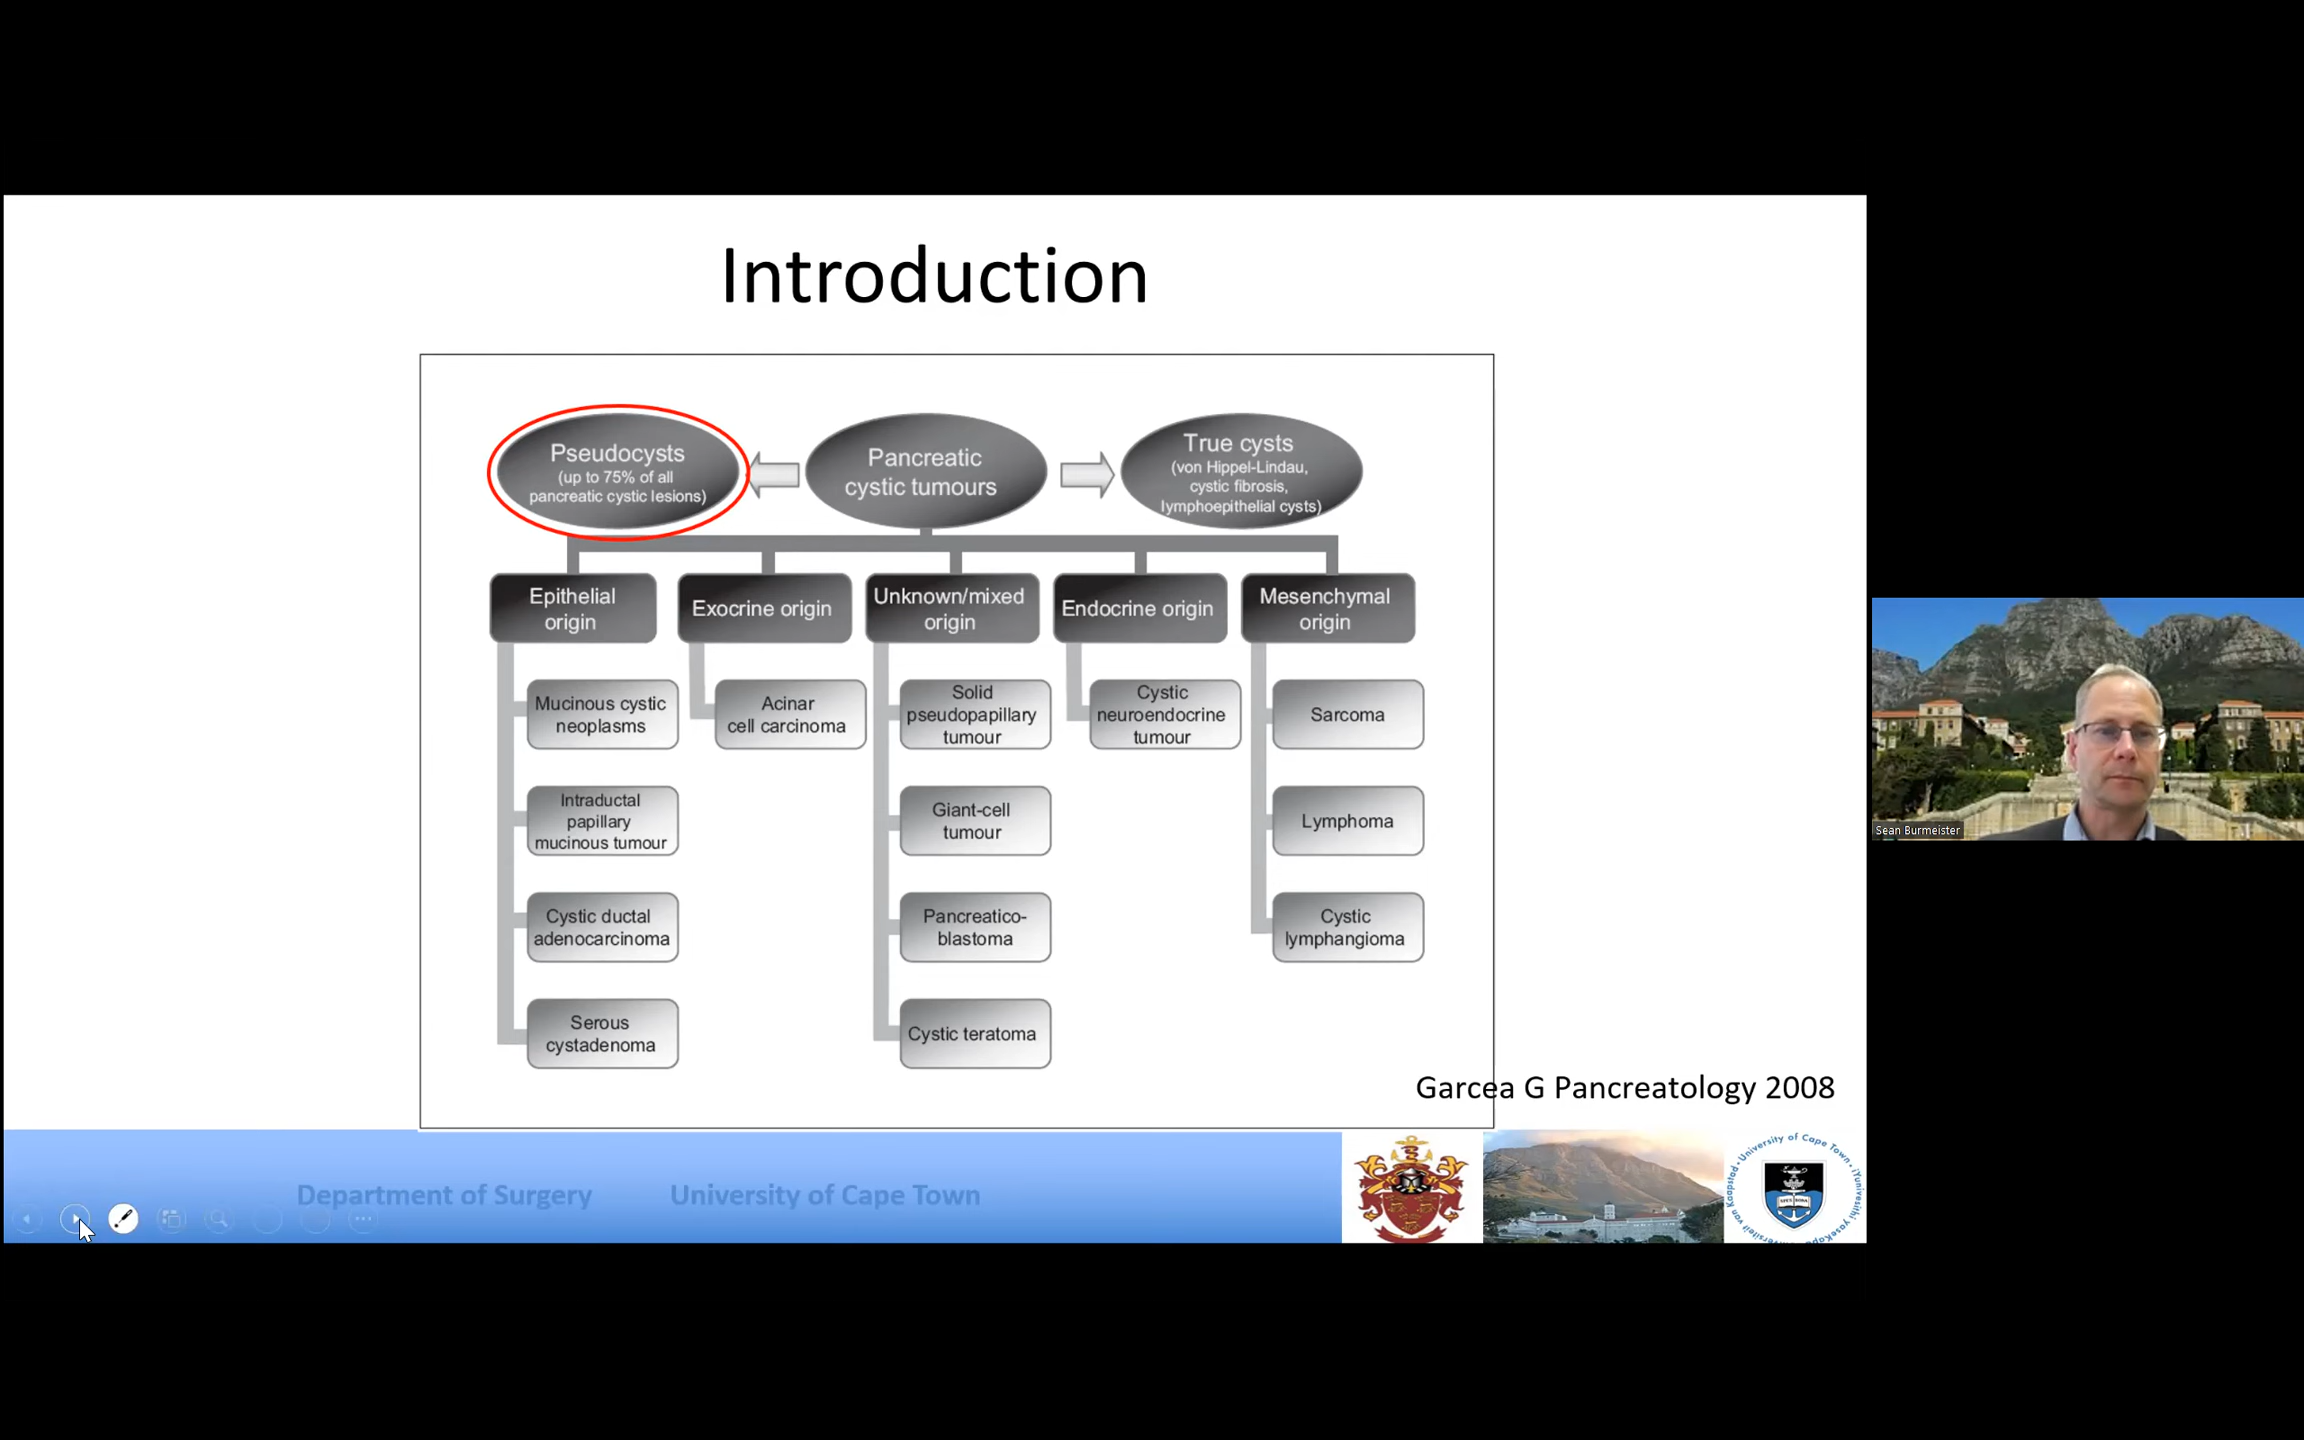 Introduction
Pseudocysts
(up to 75% of all
pancreatic cystic lesions)
Pancreatic
cystic tumours
True cysts
(von Hippel-Lindau,
cystic fibrosis,
lymphoepithelial cysts)
Epithelial
origin
Exocrine origin
Unknown/mixed
origin
Endocrine origin
Mesenchymal
origin
Mucinous cystic
neoplasms
Acinar
cell carcinoma
Solid
pseudopapillary
tumour
Cystic
neuroendocrine
tumour
Sarcoma
Intraductal
papillary
mucinous tumour
Giant-cell
tumour
Lymphoma
Cystic ductal
adenocarcinoma
Pancreatico-
blastoma
Cystic
lymphangioma
Serous
cystadenoma
Cystic teratoma
Garcea G Pancreatology 2008
Department of Surgery University of Cape Town
University of Cape Town
Sean Burmeister